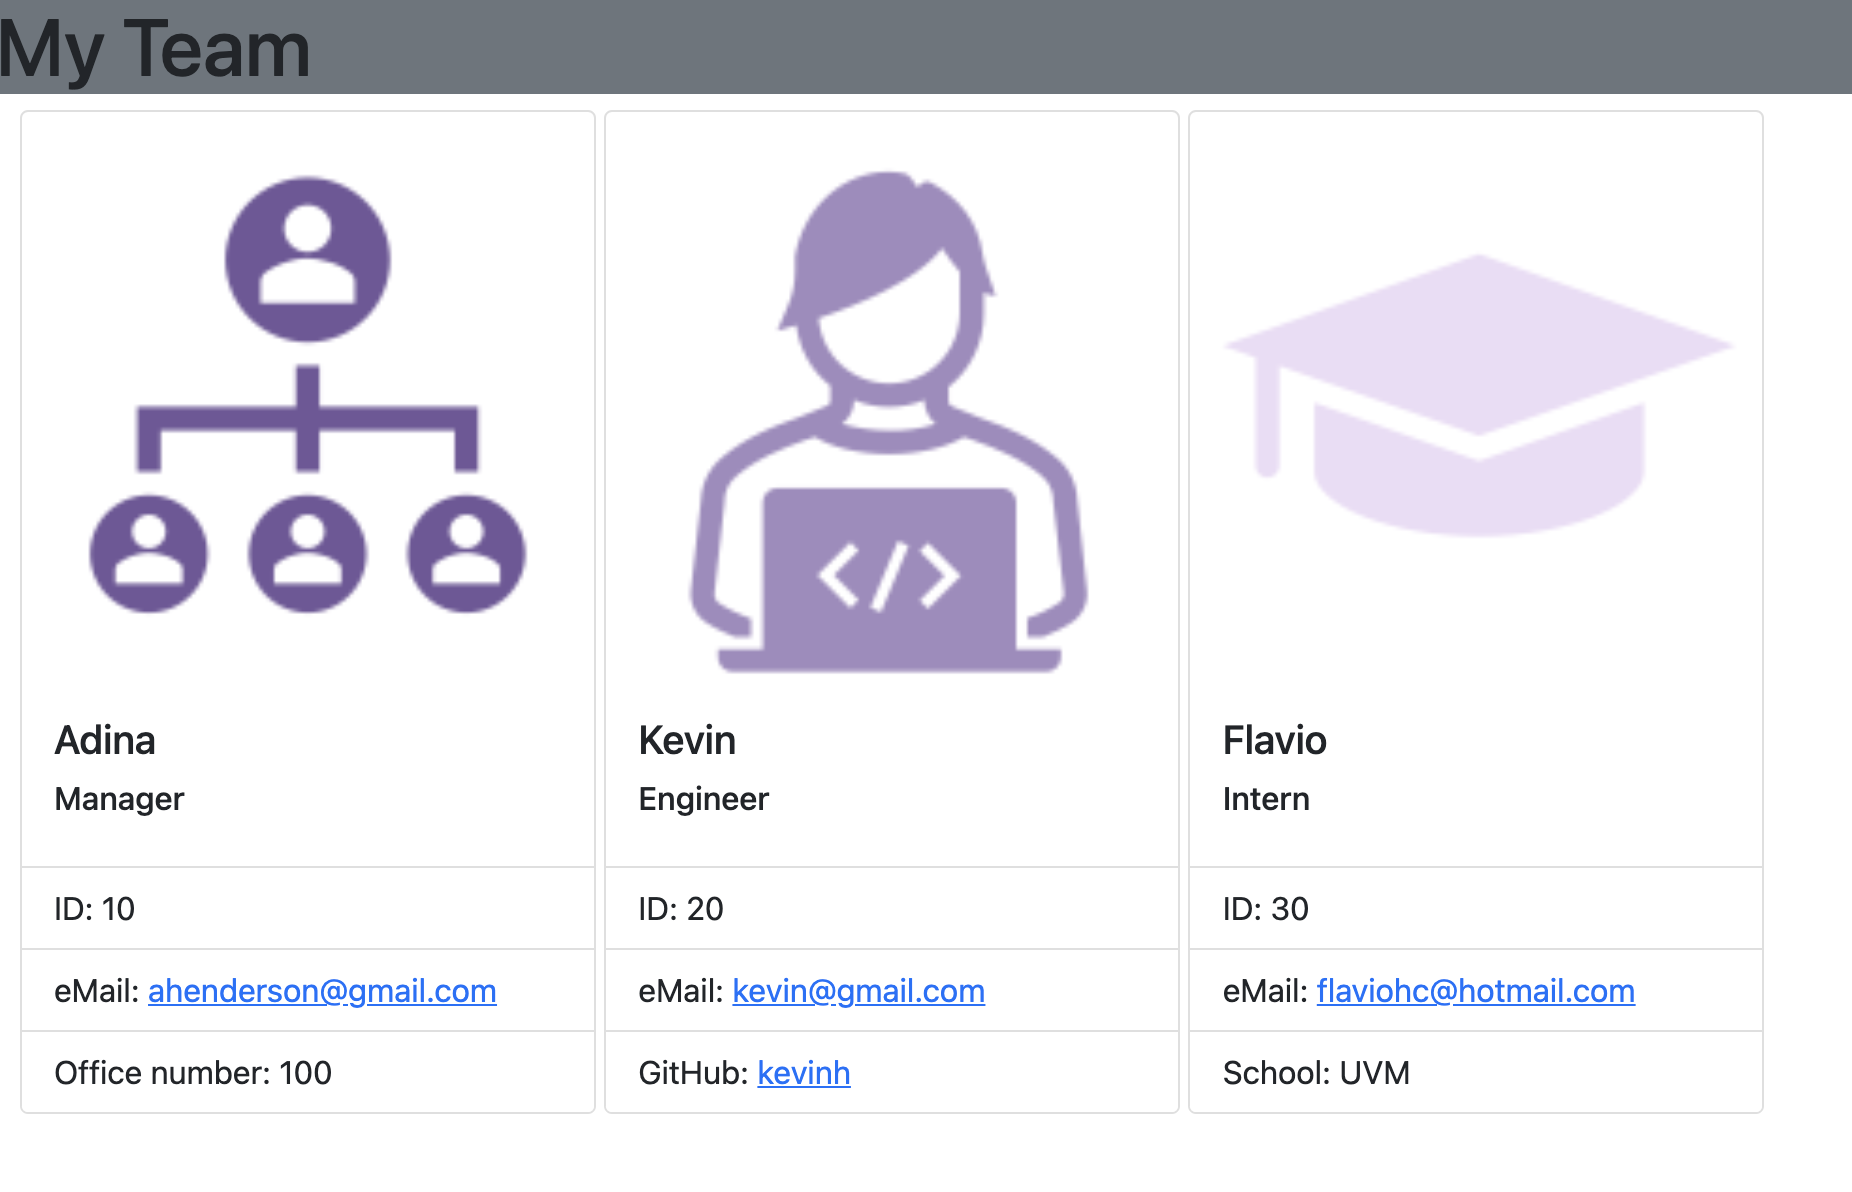 My Team
</>
Adina
Manager
ID: 10
eMail: ahenderson@gmail.com
Office number: 100
Kevin
Engineer
ID: 20
eMail: kevin@gmail.com
GitHub: kevinh
Flavio
Intern
ID: 30
eMail: flaviohc@hotmail.com
School: UVM